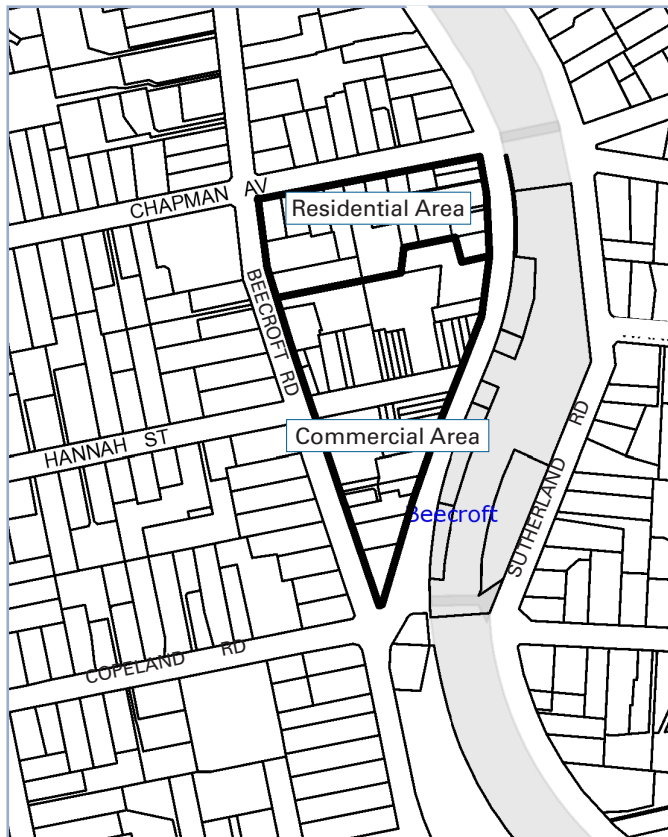 CHAPMAN AV
Residential Area
BEECROFT RD
HANNAH ST
Commercial Area
Beecroft
SUTHERLAND RD
COPELAND RD